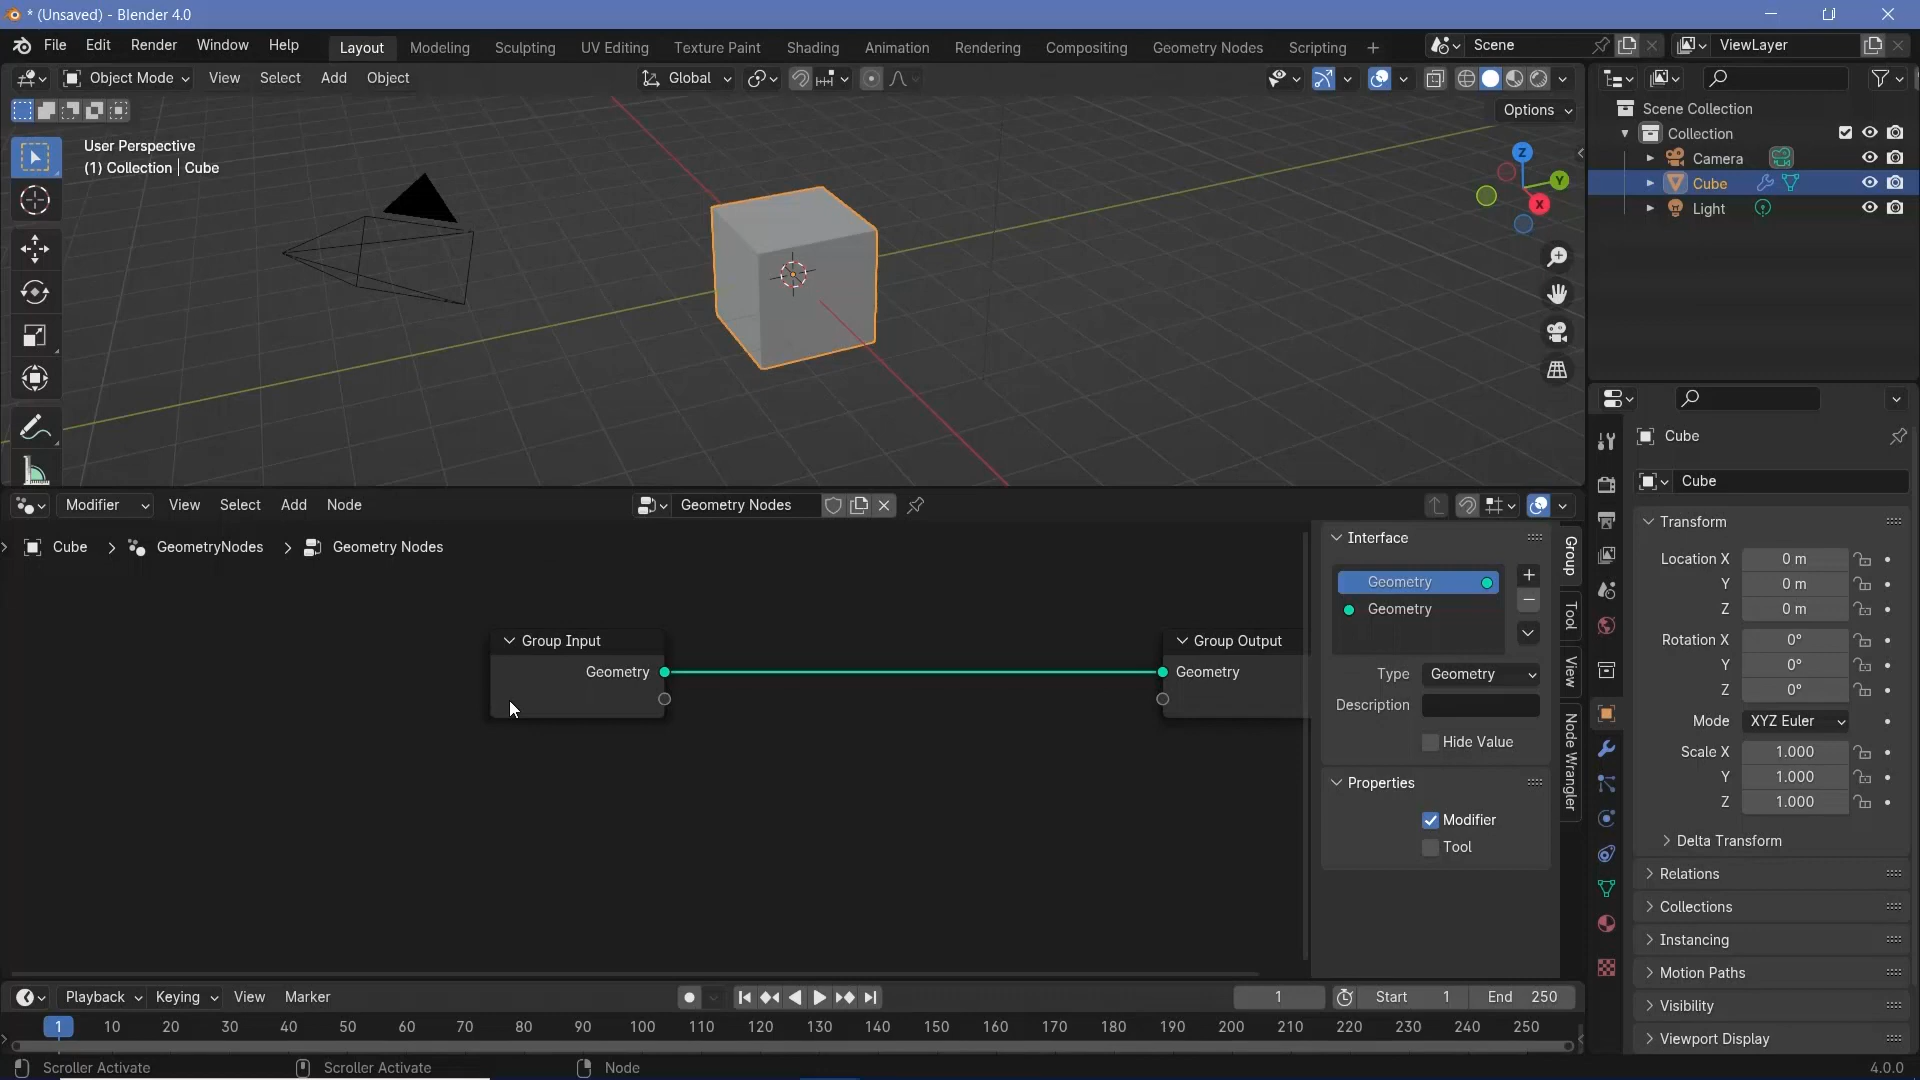 * (Unsaved) - Blender 4.0
File Edit Render Window Help Layout Modeling Sculpting UV Editing Texture Paint Shading Animation Rendering Compositing Geometry Nodes Scripting + Scene ViewLayer
Object Mode View Select Add Object Global
Options
User Perspective
(1) Collection | Cube
Z
Y
X
Scene Collection
Collection
Camera
Cube
Light
Cube
Cube
Transform
Location X 0 m
Y 0 m
Z 0 m
Rotation X 0°
Y 0°
Z 0°
Mode XYZ Euler
Scale X 1.000
Y 1.000
Z 1.000
Delta Transform
Relations
Collections
Instancing
Motion Paths
Visibility
Viewport Display
Modifier View Select Add Node Geometry Nodes
Cube > GeometryNodes > Geometry Nodes
Group Input
Geometry
Group Output
Geometry
Interface
Geometry
Geometry
Type Geometry
Description
Hide Value
Properties
Modifier
Tool
Group
Tool
View
Node Wrangler
Playback Keying View Marker 1 Start 1 End 250
1 10 20 30 40 50 60 70 80 90 100 110 120 130 140 150 160 170 180 190 200 210 220 230 240 250
Scroller Activate Scroller Activate Node 4.0.0